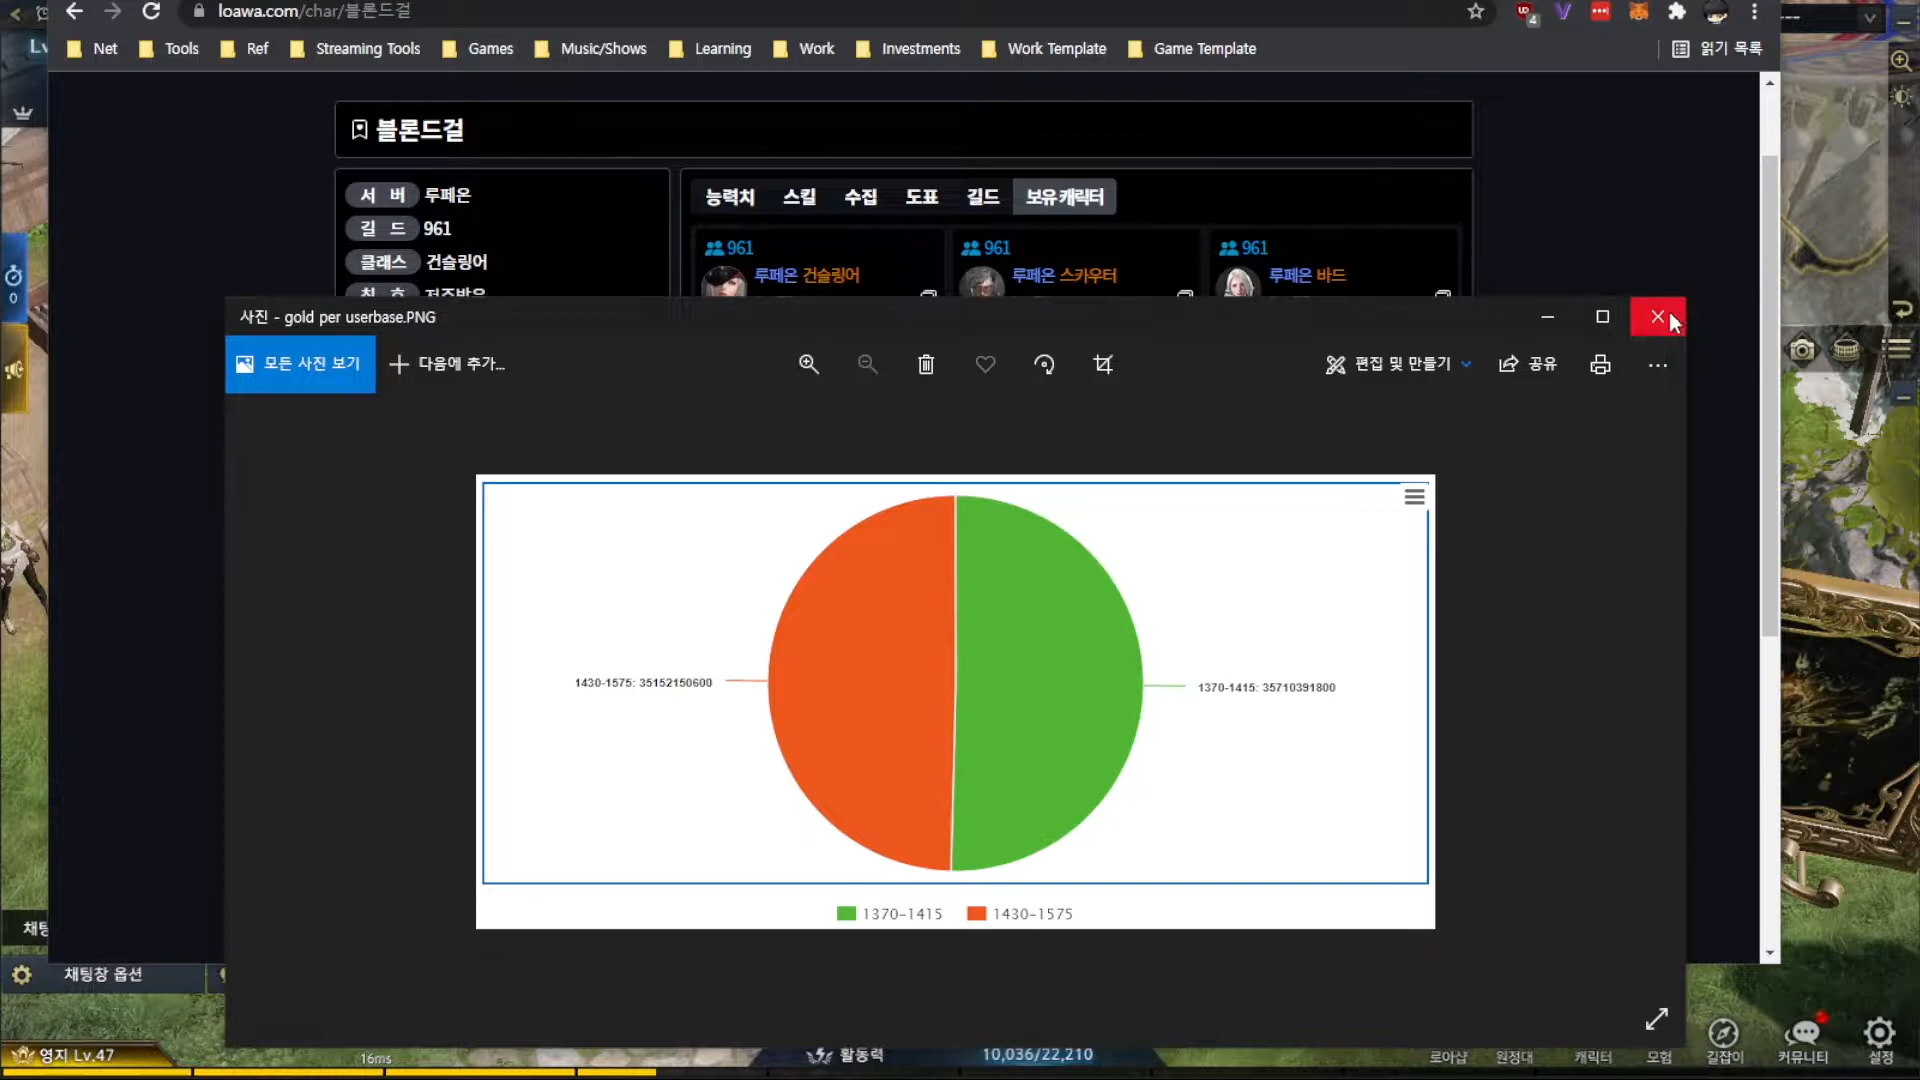 loawa.com/char/블론드걸
4
Net Tools Ref Streaming Tools Games Music/Shows Learning Work Investments Work Template Game Template 읽기 목록
블론드걸
서 버 루페온
길 드 961
클래스 건슬링어
능력치 스킬 수집 도표 길드 보유 캐릭터
961 961 961
루페온 건슬링어 루페온 스카우터 루페온 바드
0
사진 - gold per userbase.PNG
모든 사진 보기 다음에 추가... 편집 및 만들기 공유
1430-1575: 35152150600
1370-1415: 35710391800
1370-1415 1430-1575
채팅창 옵션
영지 Lv.47
16ms
활동력 10,036/22,210
로아샵 원정대 캐릭터 모험 길잡이 커뮤니티 설정